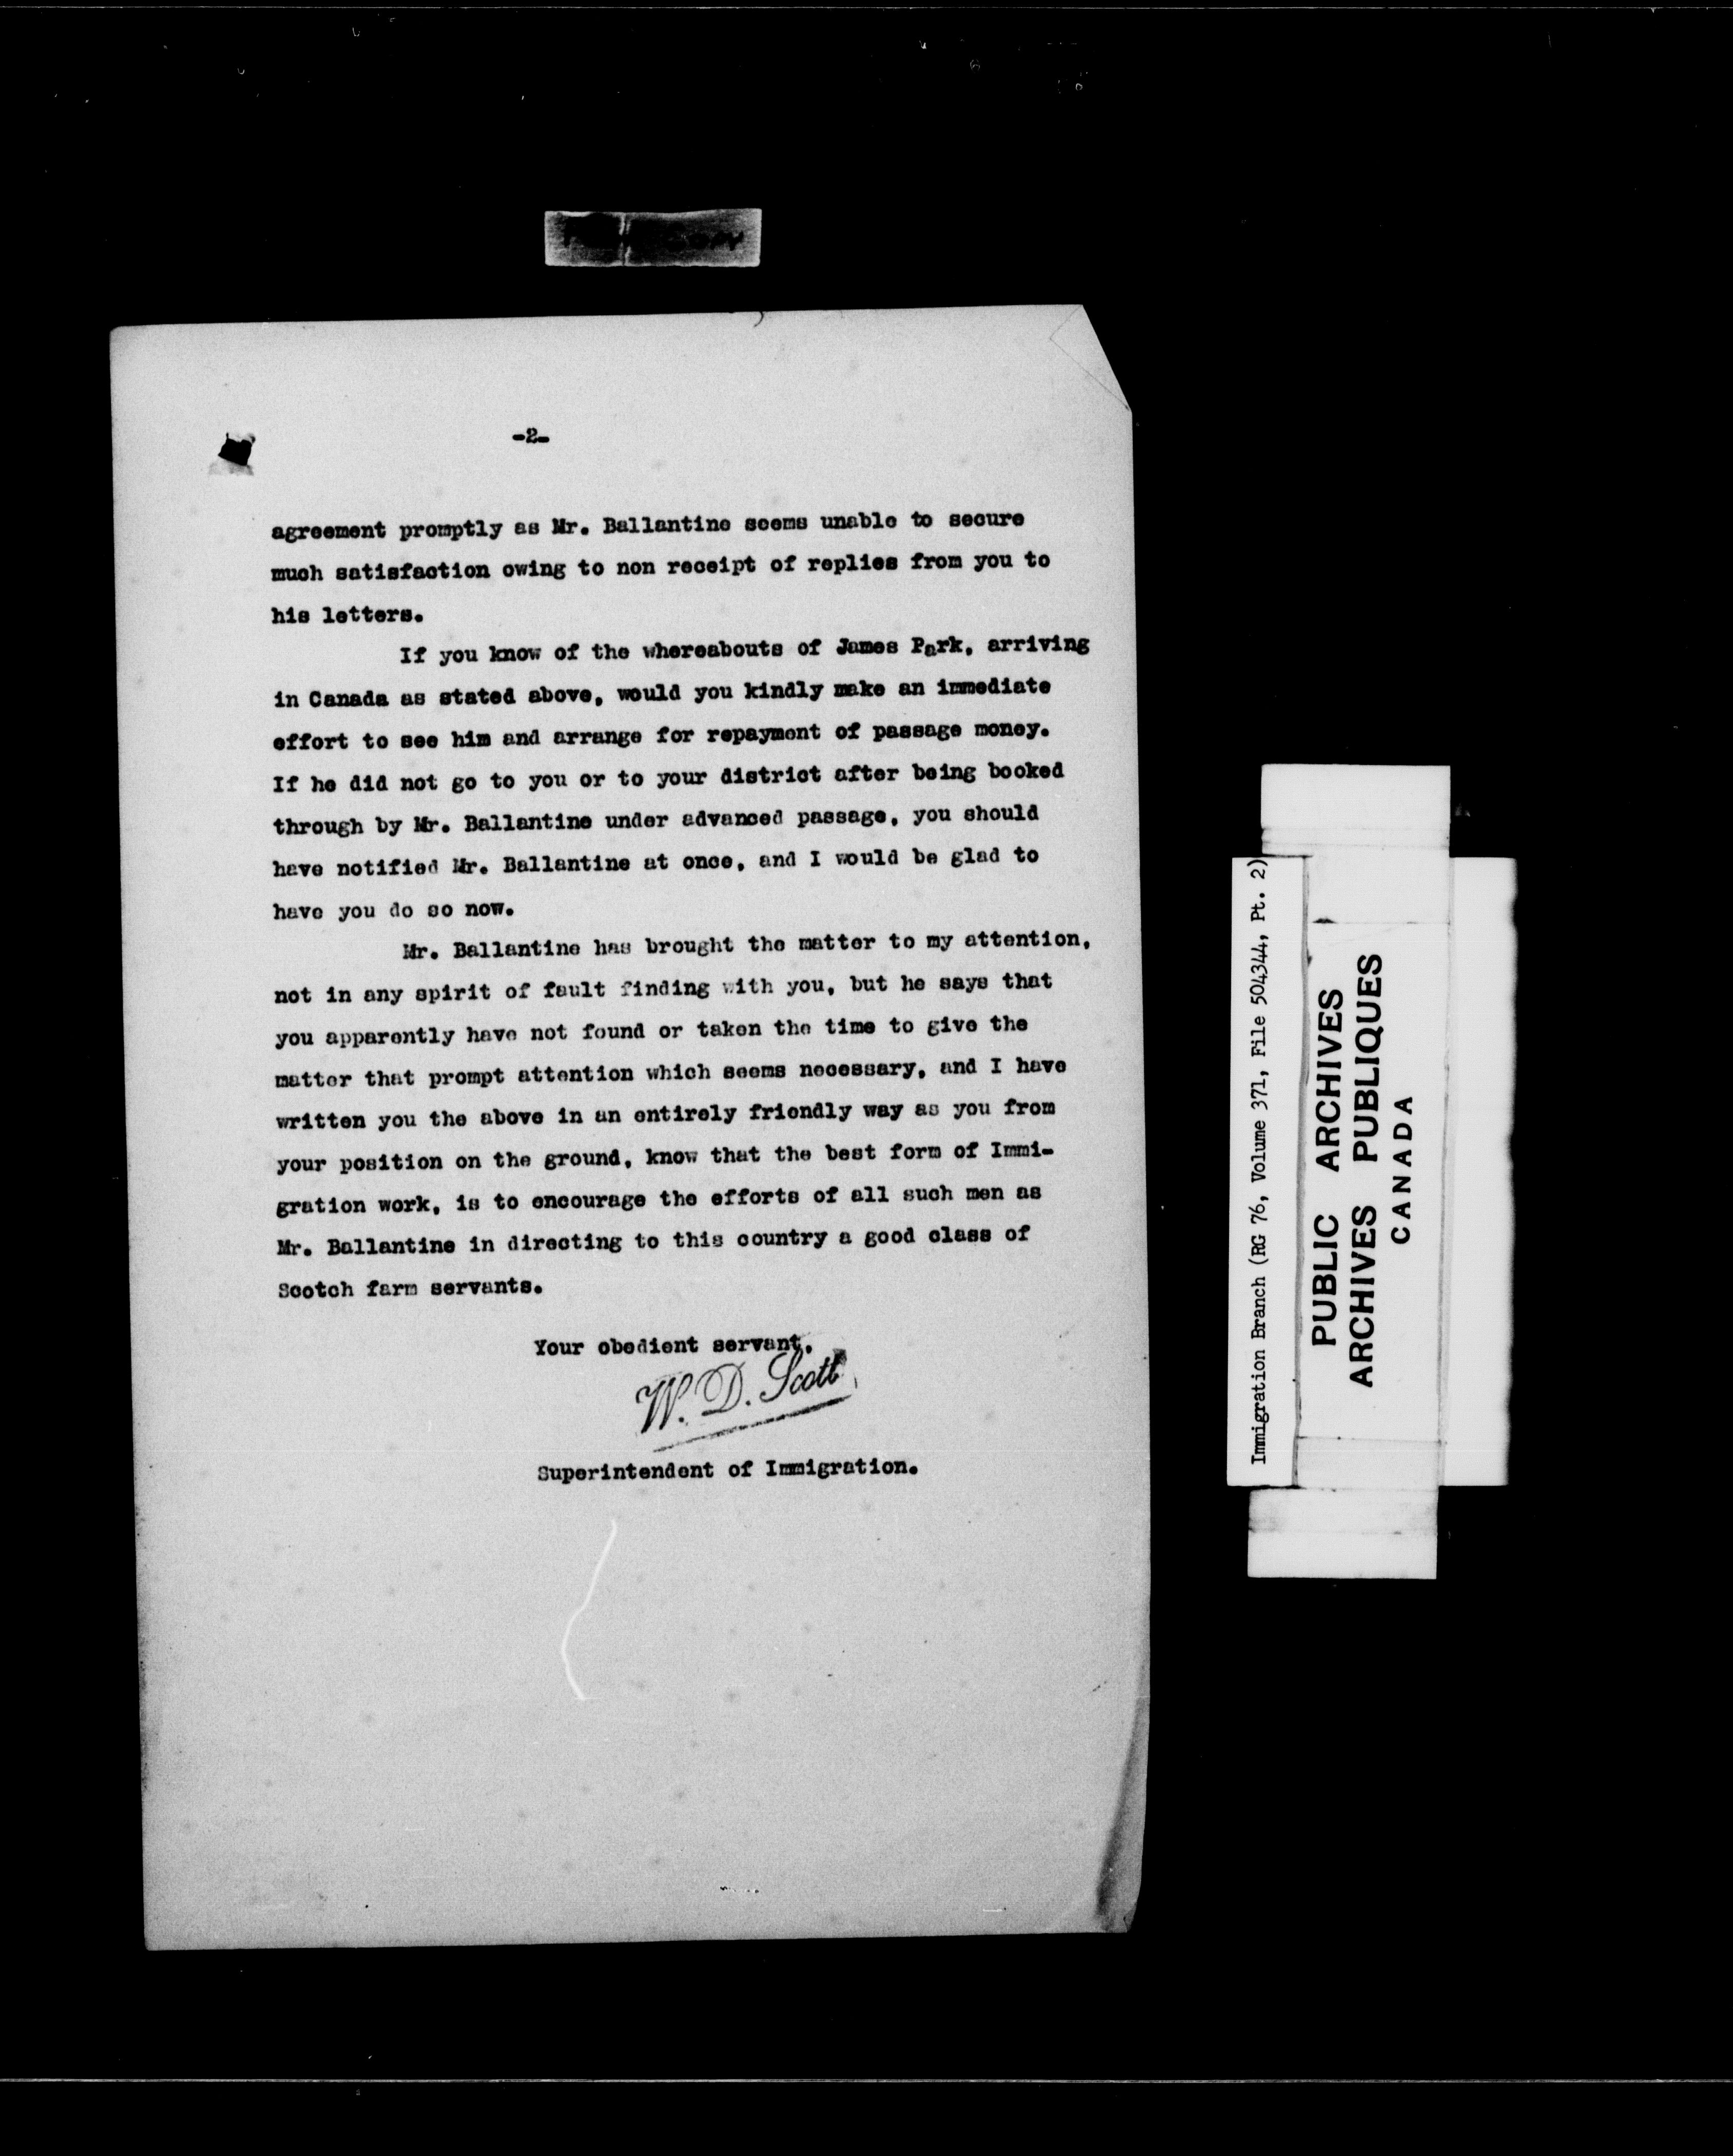 -2-
agreement promptly as Mr. Ballantine seems unable to secure
much satisfaction owing to non receipt of replies from you to
his letters.
If you know of the whereabouts of James Park, arriving
in Canada as stated above, would you kindly make an immediate
effort to see him and arrange for repayment of passage money.
If he did not go to you or to your district after being booked
through by Mr. Ballantine under advanced passage, you should
have notified Mr. Ballantine at once, and I would be glad to
have you do so now.
Mr. Ballantine has brought the matter to my attention,
not in any spirit of fault finding with you, but he says that
you apparently have not found or taken the time to give the
matter that prompt attention which seems necessary, and I have
written you the above in an entirely friendly way as you from
your position on the ground, know that the best form of Immi-
gration work, is to encourage the efforts of all such men as
Mr. Ballantine in directing to this country a good class of
Scotch farm servants.
Your obedient servant,
W. D. Scott
Superintendent of Immigration.
Immigration Branch (RG 76, Volume 371, File 504344, Pt. 2)
PUBLIC ARCHIVES
ARCHIVES PUBLIQUES
CANADA